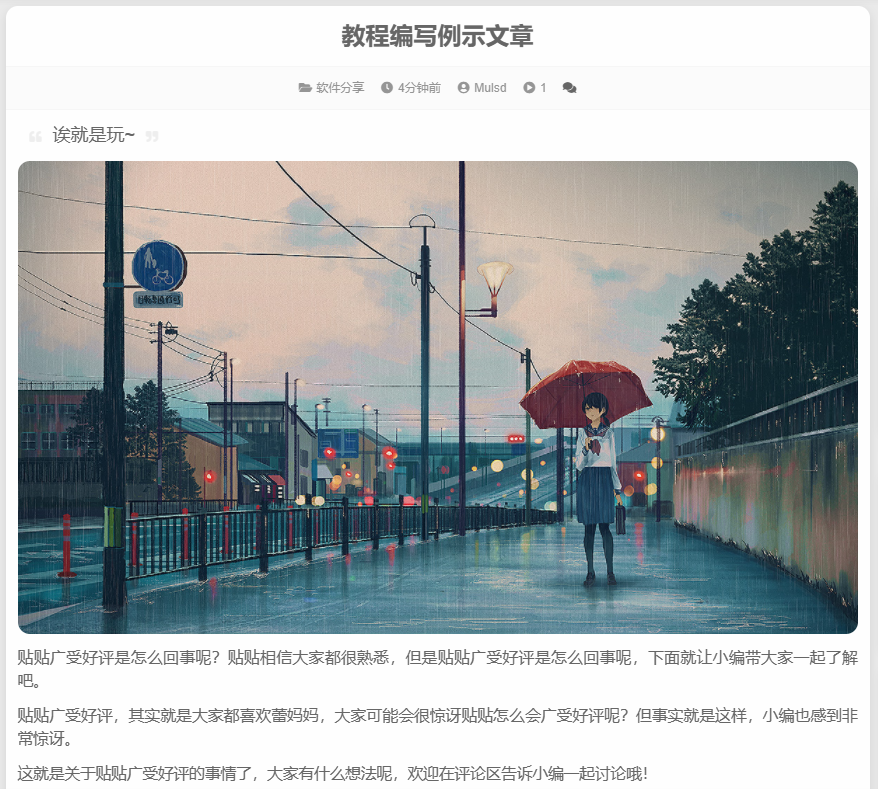 教程编写例示文章
软件分享 4分钟前 Mulsd 1
“ 诶就是玩~ ”
贴贴广受好评是怎么回事呢？贴贴相信大家都很熟悉，但是贴贴广受好评是怎么回事呢，下面就让小编带大家一起了解
吧。
贴贴广受好评，其实就是大家都喜欢蕾妈妈，大家可能会很惊讶贴贴怎么会广受好评呢？但事实就是这样，小编也感到非
常惊讶。
这就是关于贴贴广受好评的事情了，大家有什么想法呢，欢迎在评论区告诉小编一起讨论哦！